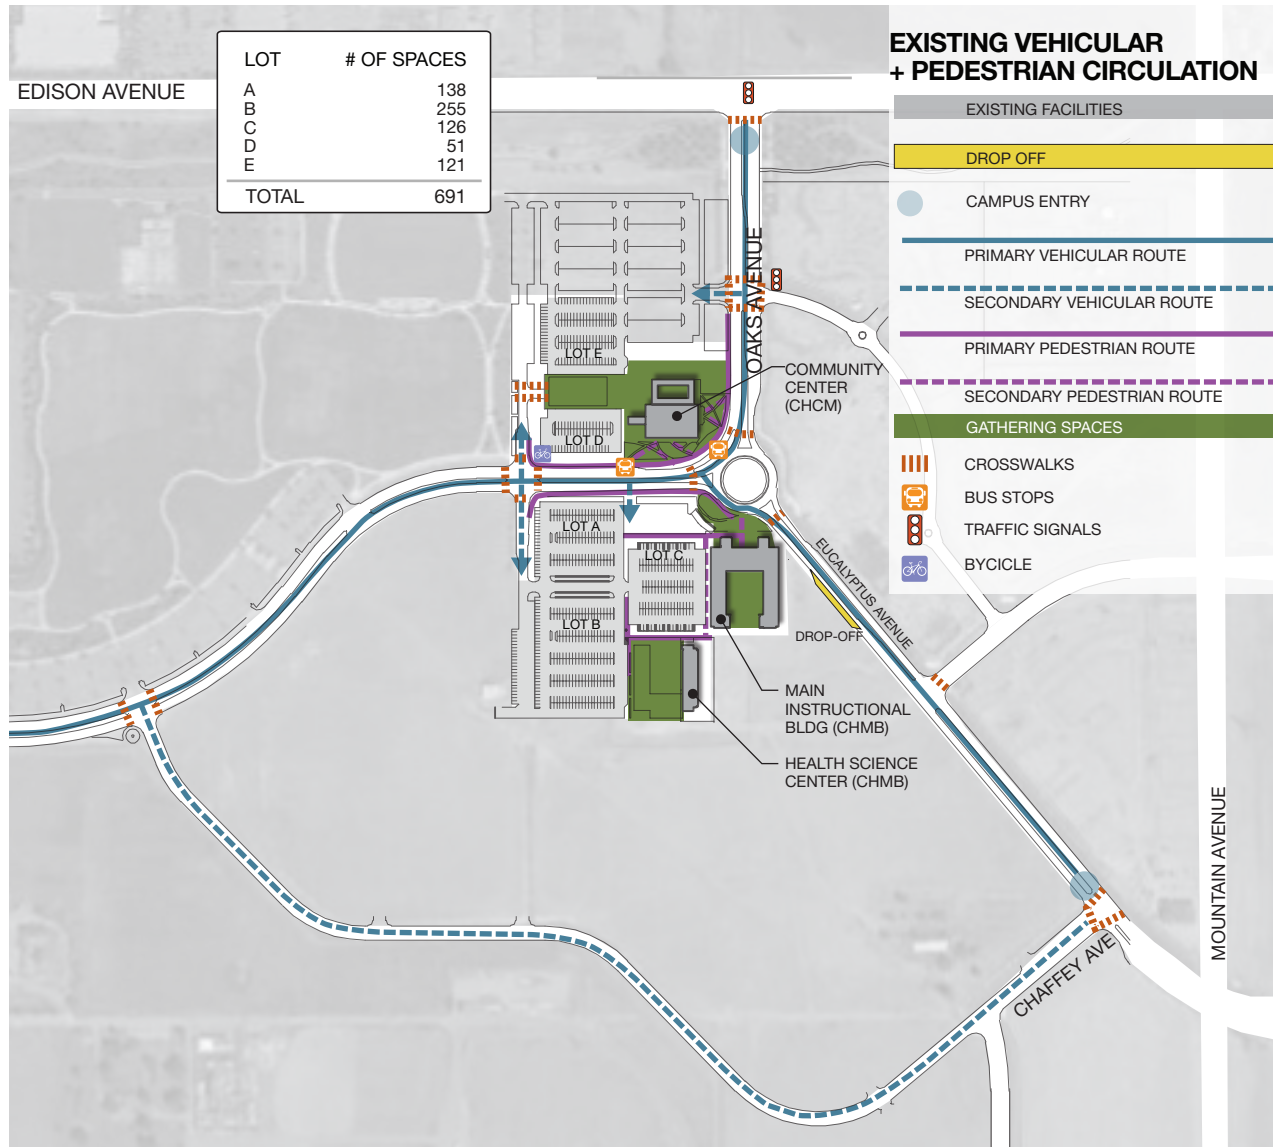 EXISTING VEHICULAR
+ PEDESTRIAN CIRCULATION
LOT # OF SPACES
A 138
B 255
C 126
D 51
E 121
TOTAL 691
EDISON AVENUE
EXISTING FACILITIES
DROP OFF
CAMPUS ENTRY
PRIMARY VEHICULAR ROUTE
SECONDARY VEHICULAR ROUTE
PRIMARY PEDESTRIAN ROUTE
SECONDARY PEDESTRIAN ROUTE
GATHERING SPACES
CROSSWALKS
BUS STOPS
TRAFFIC SIGNALS
BYCICLE
OAKS AVENUE
LOT E
COMMUNITY
CENTER
(CHCM)
LOT D
LOT A
LOT C
EUCALYPTUS AVENUE
LOT B
DROP-OFF
MAIN
INSTRUCTIONAL
BLDG (CHMB)
HEALTH SCIENCE
CENTER (CHMB)
MOUNTAIN AVENUE
CHAFFEY AVE